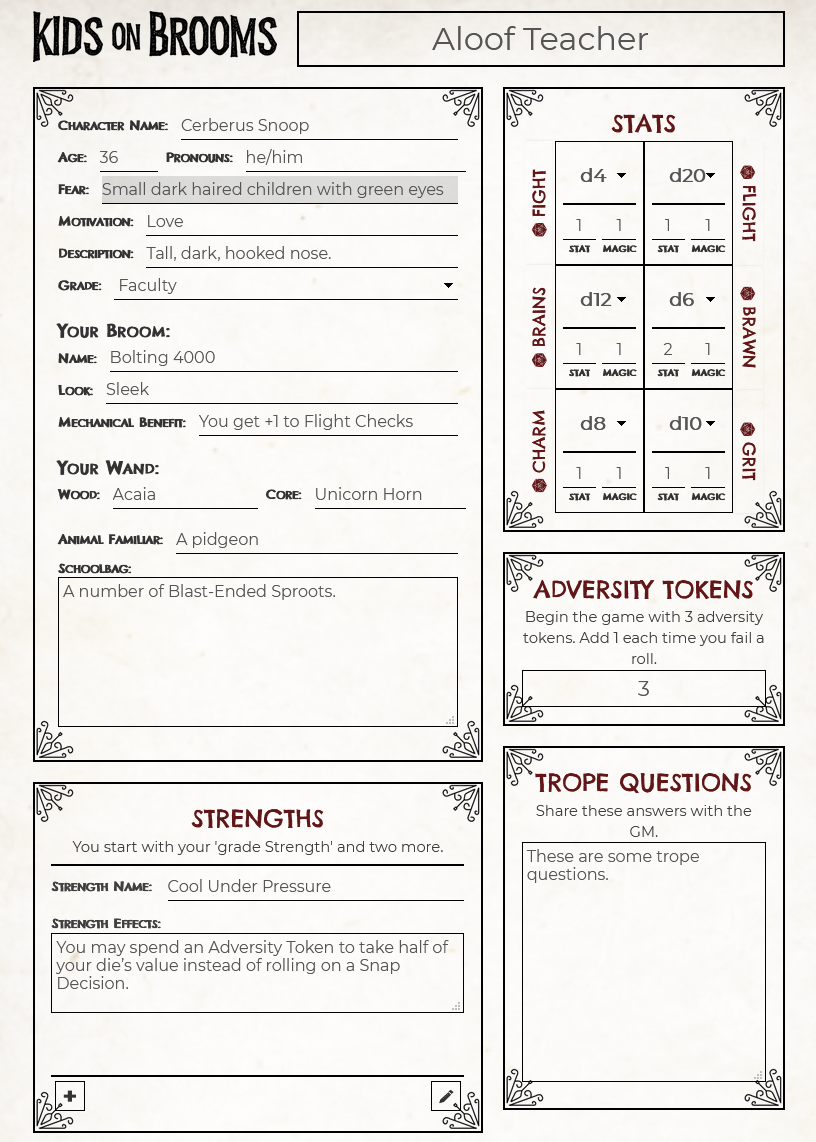 KIDS ON BROOMS
Aloof Teacher
Character Name: Cerberus Snoop
Age: 36 Pronouns: he/him
Fear: Small dark haired children with green eyes
Motivation: Love
Description: Tall, dark, hooked nose.
Grade: Faculty
Your Broom:
Name: Bolting 4000
Look: Sleek
Mechanical Benefit: You get +1 to Flight Checks
Your Wand:
Wood: Acaia Core: Unicorn Horn
Animal Familiar: A pidgeon
Schoolbag:
A number of Blast-Ended Sproots.
STRENGTHS
You start with your 'grade Strength' and two more.
Strength Name: Cool Under Pressure
Strength Effects:
You may spend an Adversity Token to take half of
your die's value instead of rolling on a Snap
Decision.
STATS
FIGHT d4 d20 FLIGHT
1 1 1 1
STAT MAGIC STAT MAGIC
BRAINS d12 d6 BRAWN
1 1 2 1
STAT MAGIC STAT MAGIC
CHARM d8 d10 GRIT
1 1 1 1
STAT MAGIC STAT MAGIC
ADVERSITY TOKENS
Begin the game with 3 adversity
tokens. Add 1 each time you fail a
roll.
3
TROPE QUESTIONS
Share these answers with the
GM.
These are some trope
questions.